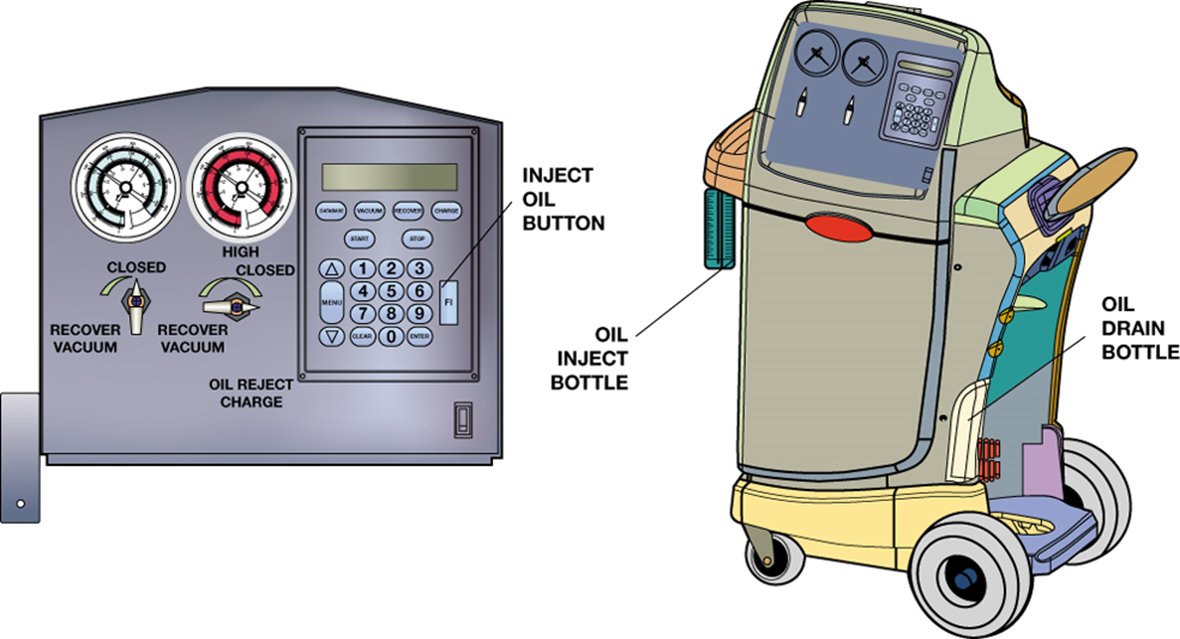 INJECT
OIL
BUTTON
HIGH
CLOSED
CLOSED
RECOVER
VACUUM
RECOVER
VACUUM
OIL REJECT
CHARGE
DATABASE VACUUM RECOVER CHARGE
START STOP
1 2 3
MENU 4 5 6 FI
7 8 9
CLEAR 0 ENTER
OIL
INJECT
BOTTLE
OIL
DRAIN
BOTTLE